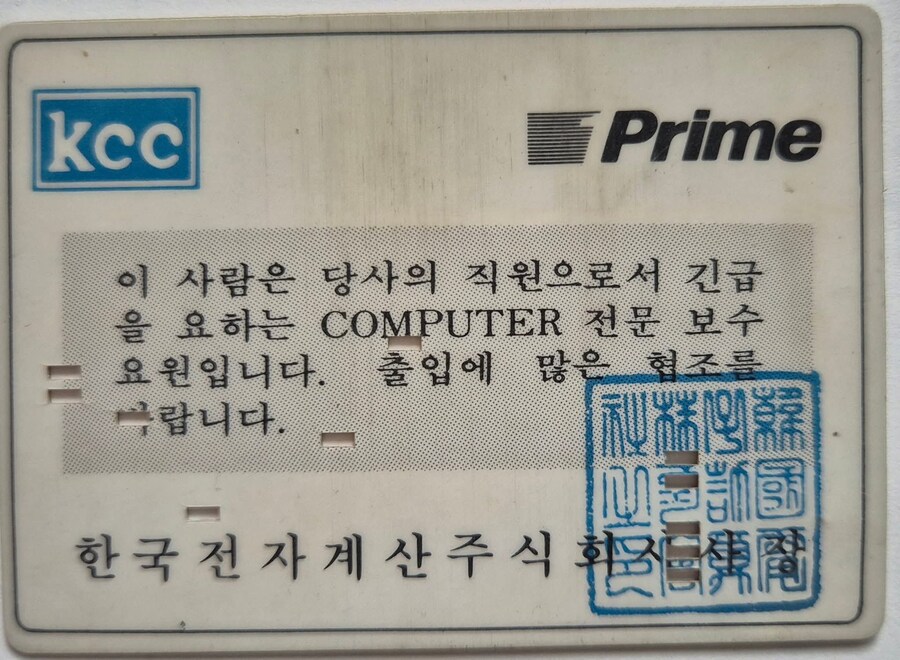 kcc
Prime
이 사람은 당사의 직원으로서 긴급
을 요하는 COMPUTER 전문 보수
요원입니다. 출입에 많은 협조를
바랍니다.
한국전자계산주식회사 사장